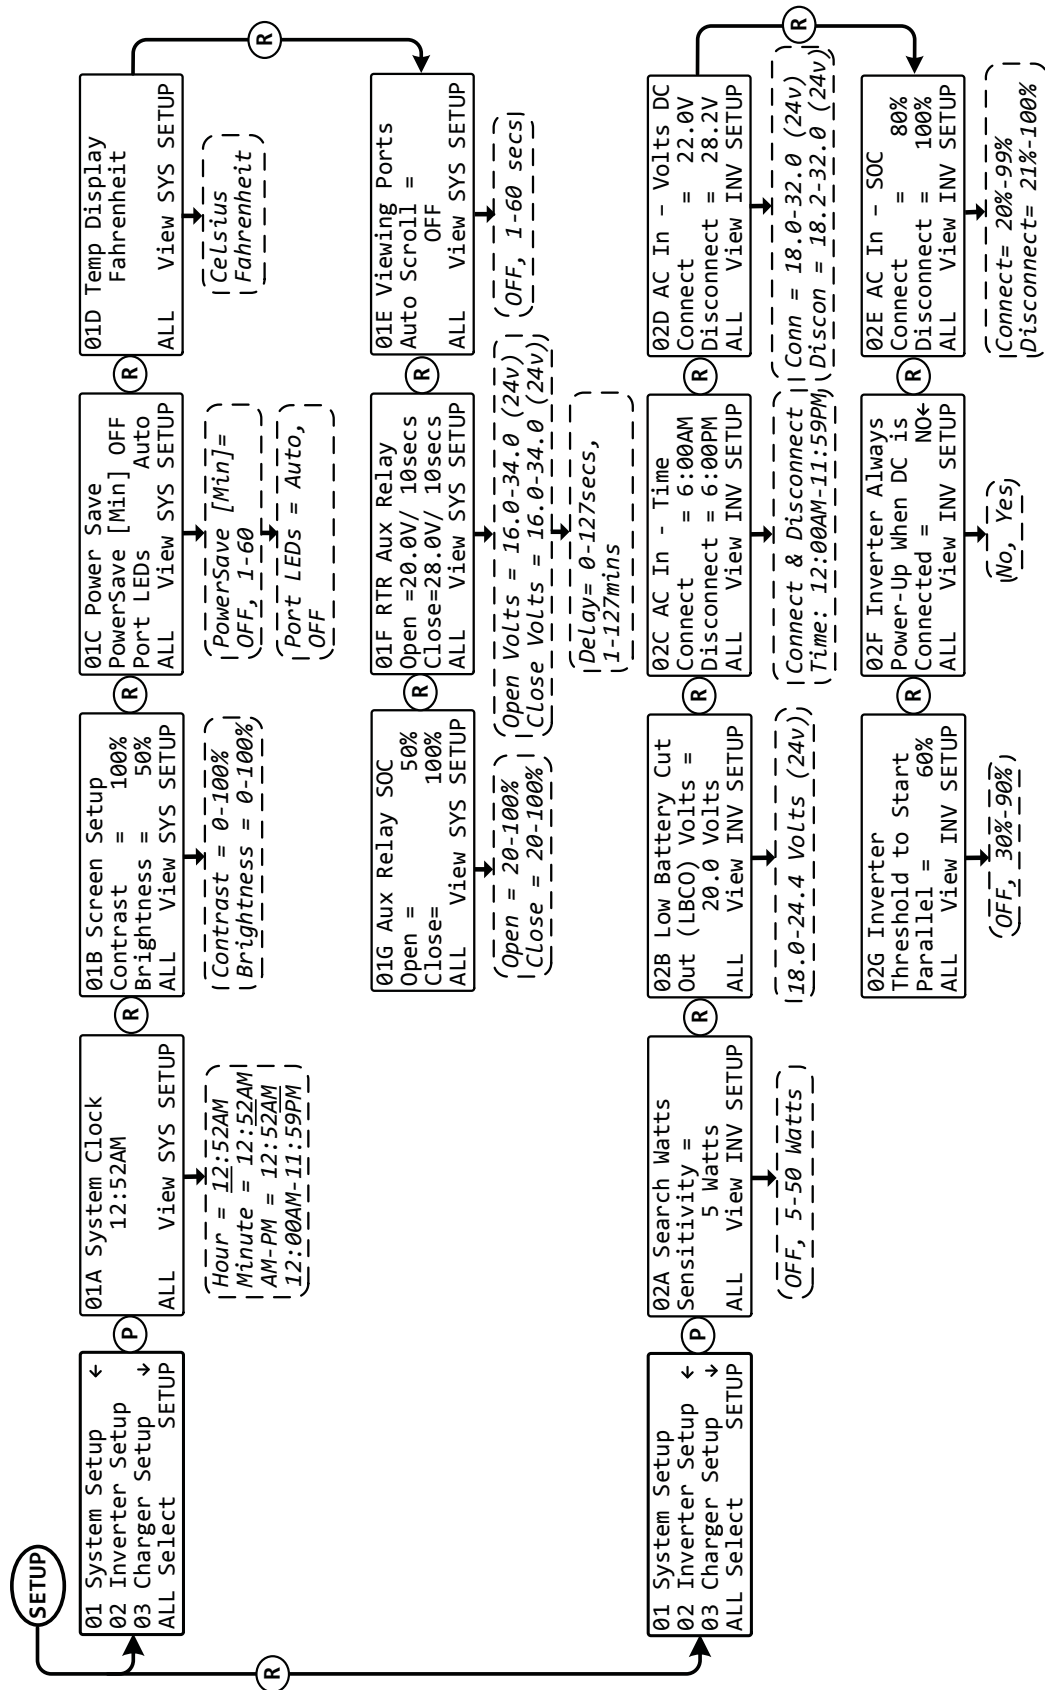 SETUP
01 System Setup ←
02 Inverter Setup
03 Charger Setup ↓
ALL Select SETUP
P
01A System Clock
12:52AM
ALL View SYS SETUP
Hour = 12:52AM
Minute = 12:52AM
AM-PM = 12:52AM
12:00AM-11:59PM
R
01B Screen Setup
Contrast = 100%
Brightness = 50%
ALL View SYS SETUP
Contrast = 0-100%
Brightness = 0-100%
R
01C Power Save
PowerSave [Min] OFF
Port LEDs Auto
ALL View SYS SETUP
PowerSave [Min]=
OFF, 1-60
Port LEDs = Auto,
OFF
R
01D Temp Display
Fahrenheit
ALL View SYS SETUP
Celsius
Fahrenheit
R
01E Viewing Ports
Auto Scroll =
OFF
ALL View SYS SETUP
OFF, 1-60 secs
R
01F RTR Aux Relay
Open =20.0V/ 10secs
Close=28.0V/ 10secs
ALL View SYS SETUP
Open Volts = 16.0-34.0 (24v)
Close Volts = 16.0-34.0 (24v)
Delay= 0-127secs,
1-127mins
R
01G Aux Relay SOC
Open = 50%
Close= 100%
ALL View SYS SETUP
Open = 20-100%
Close = 20-100%
R
01 System Setup
02 Inverter Setup ←
03 Charger Setup ↓
ALL Select SETUP
P
02A Search Watts
Sensitivity =
5 Watts
ALL View INV SETUP
OFF, 5-50 Watts
R
02B Low Battery Cut
Out (LBCO) Volts =
20.0 Volts
ALL View INV SETUP
18.0-24.4 Volts (24v)
R
02C AC In - Time
Connect = 6:00AM
Disconnect = 6:00PM
ALL View INV SETUP
Connect & Disconnect
Time: 12:00AM-11:59PM
R
02D AC In - Volts DC
Connect = 22.0V
Disconnect = 28.2V
ALL View INV SETUP
Conn = 18.0-32.0 (24v)
Discon = 18.2-32.0 (24v)
R
02E AC In - SOC
Connect = 80%
Disconnect = 100%
ALL View INV SETUP
Connect= 20%-99%
Disconnect= 21%-100%
R
02F Inverter Always
Power-Up When DC is
Connected = NO←
ALL View INV SETUP
No, Yes
R
02G Inverter
Threshold to Start
Parallel = 60%
ALL View INV SETUP
OFF, 30%-90%